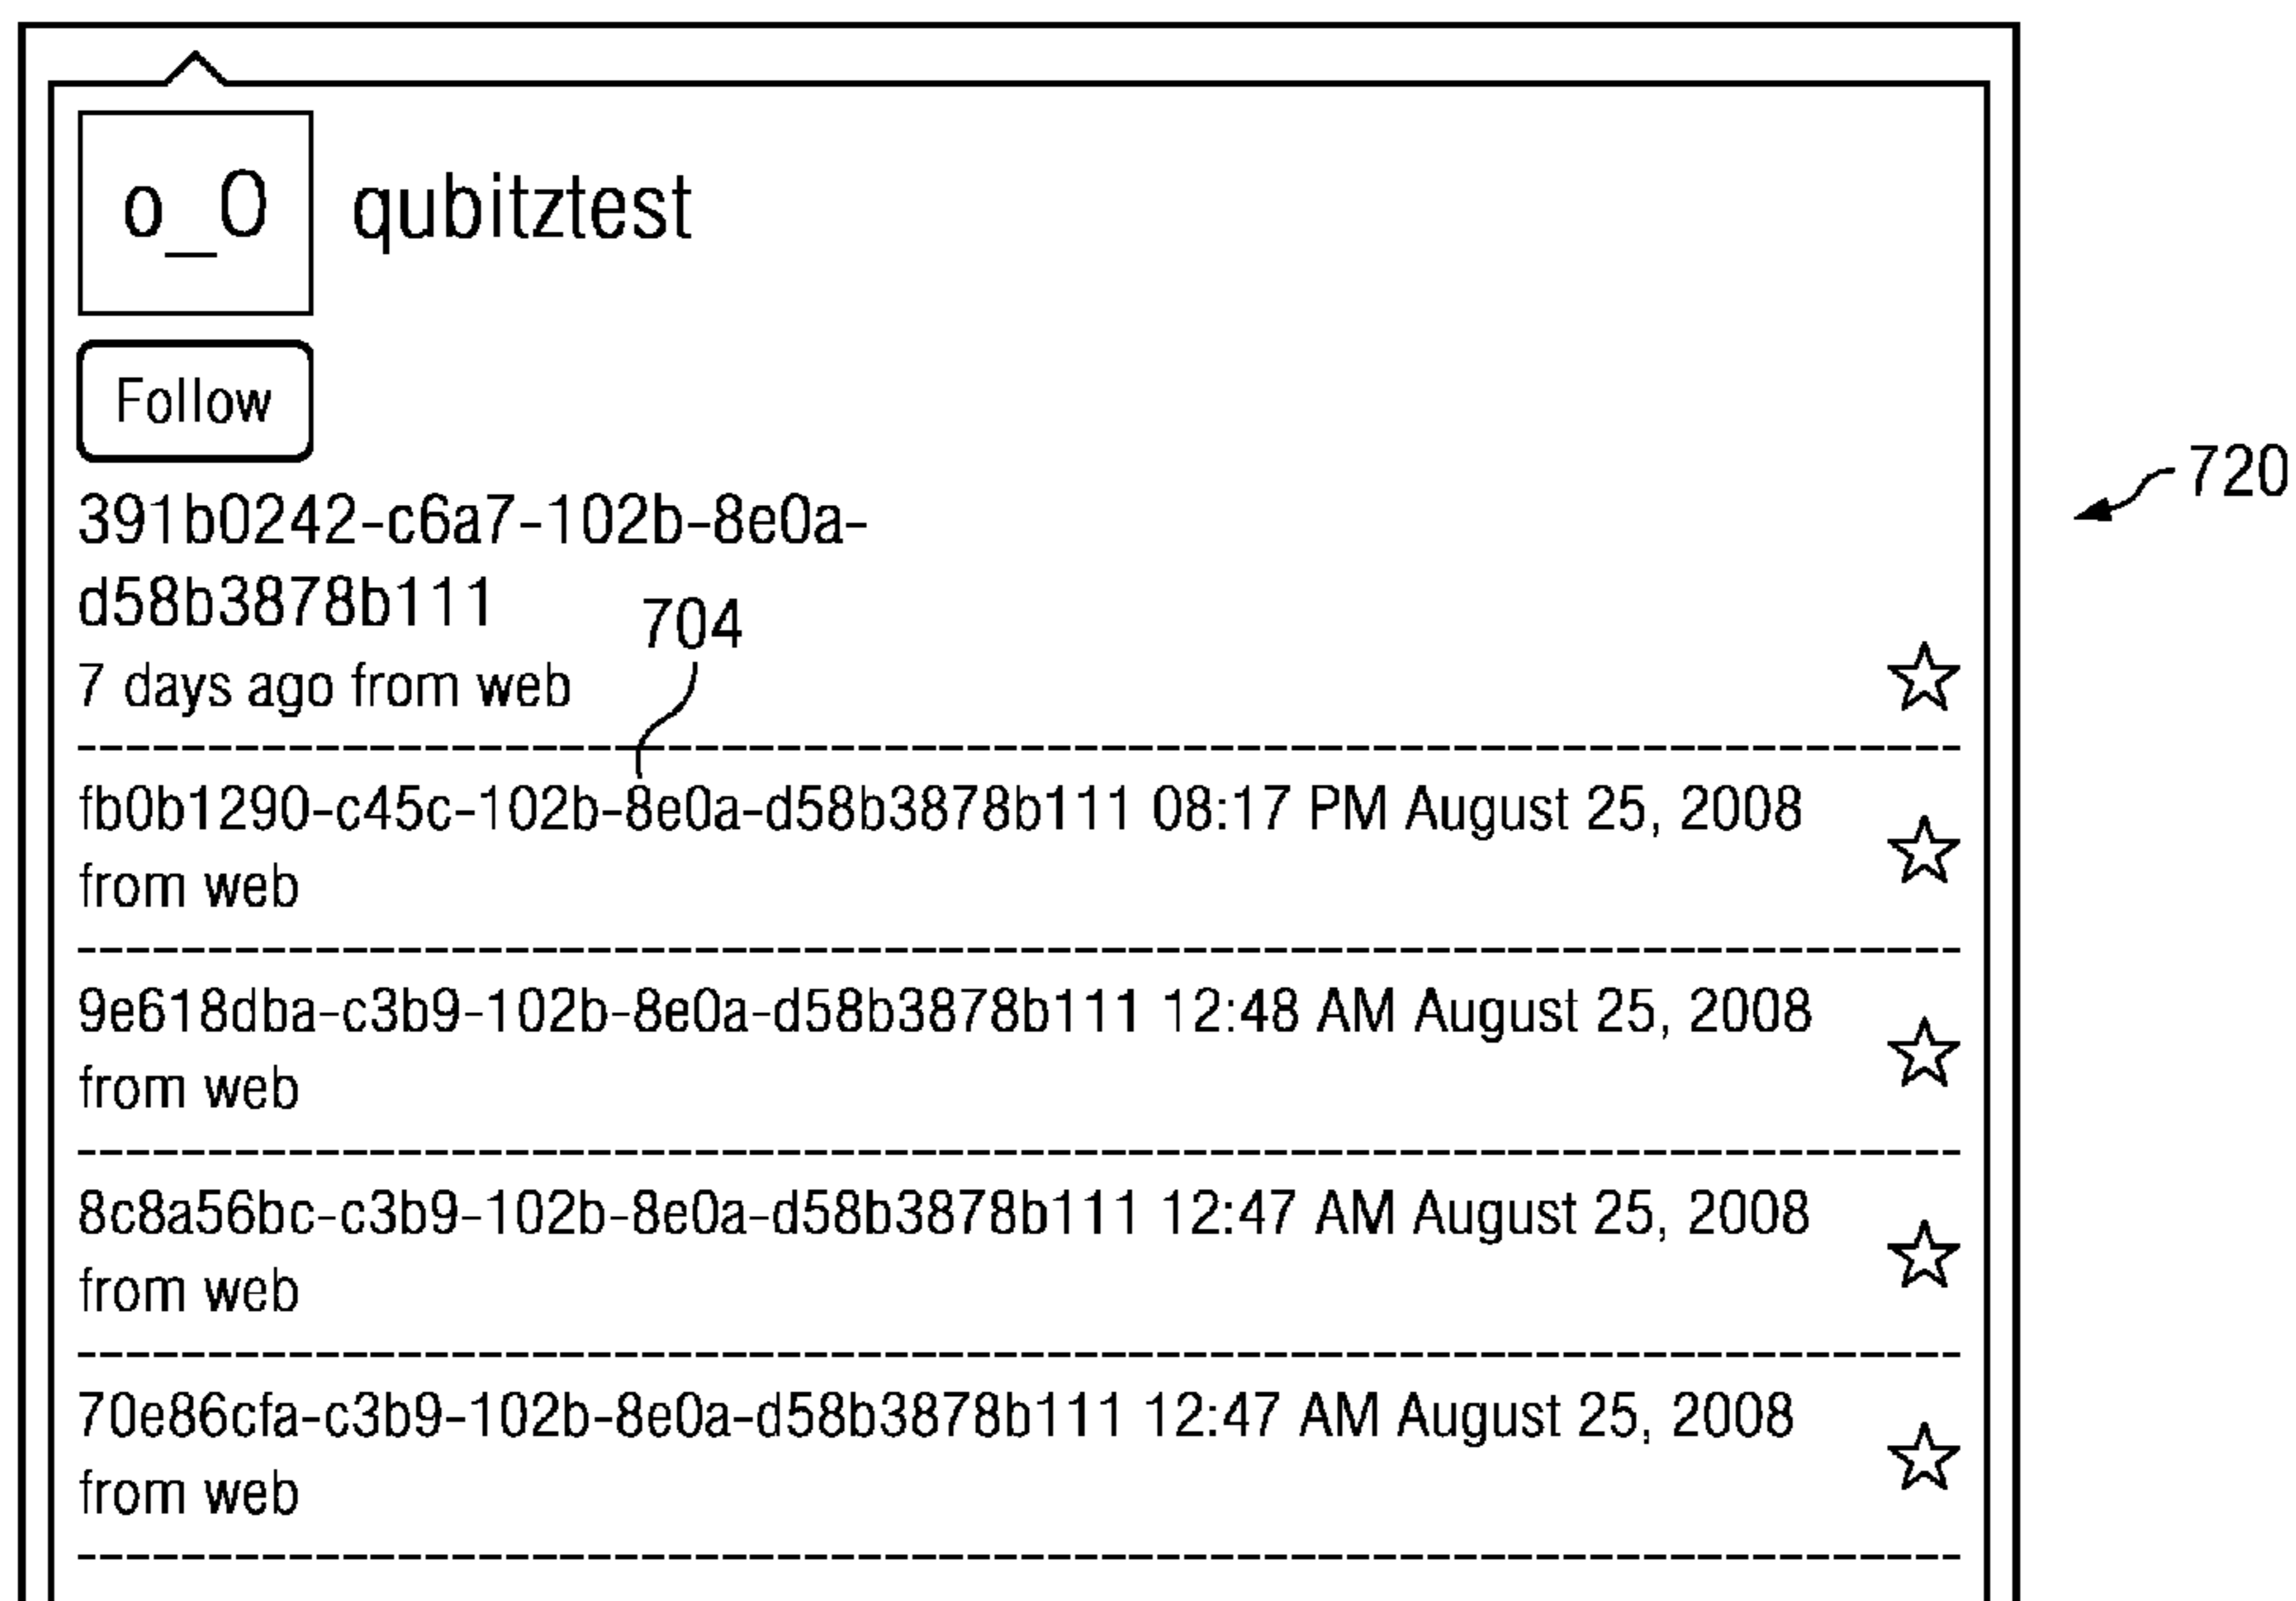 o_O qubitztest
Follow
720
391b0242-c6a7-102b-8e0a-
d58b3878b111
704
7 days ago from web
fb0b1290-c45c-102b-8e0a-d58b3878b111 08:17 PM August 25, 2008
from web
9e618dba-c3b9-102b-8e0a-d58b3878b111 12:48 AM August 25, 2008
from web
8c8a56bc-c3b9-102b-8e0a-d58b3878b111 12:47 AM August 25, 2008
from web
70e86cfa-c3b9-102b-8e0a-d58b3878b111 12:47 AM August 25, 2008
from web